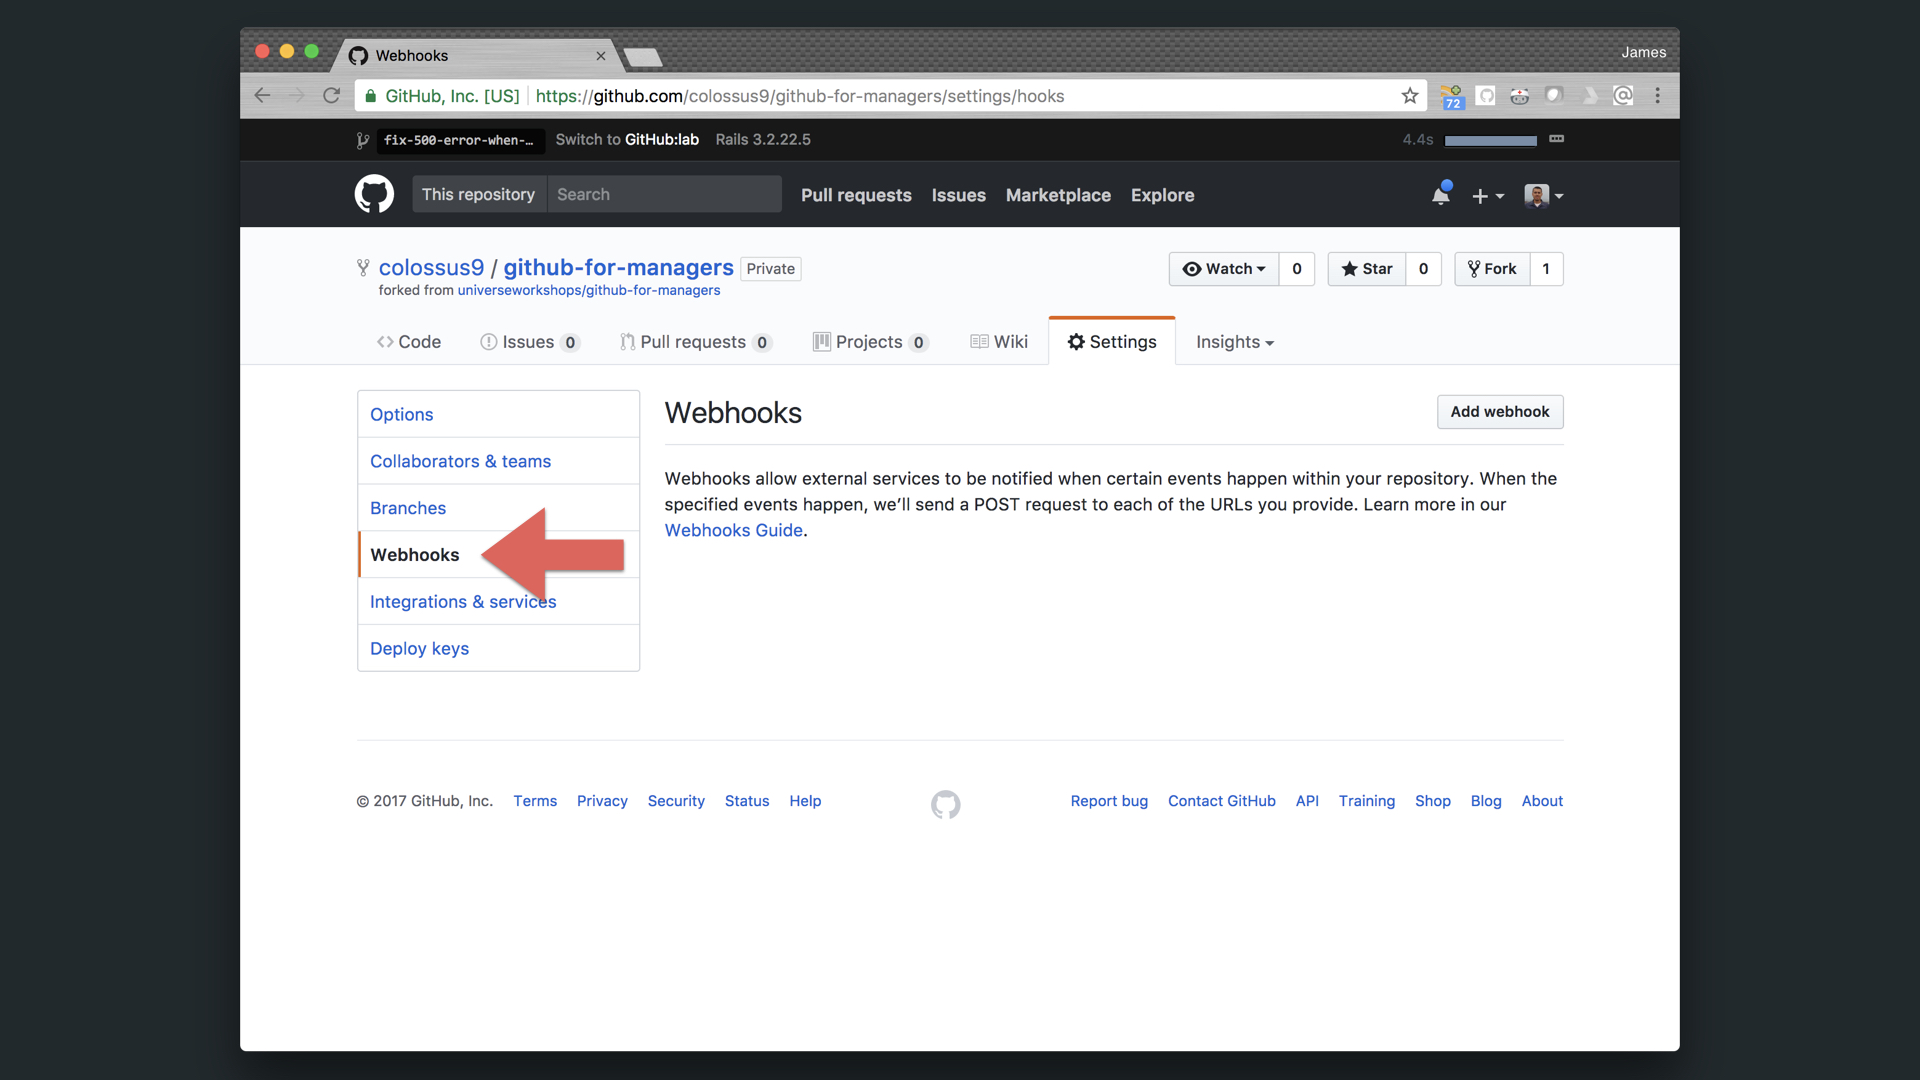 Webhooks
James
GitHub, Inc. [US] https://github.com/colossus9/github-for-managers/settings/hooks
72
fix-500-error-when-… Switch to GitHub:lab Rails 3.2.22.5 4.4s
This repository Search Pull requests Issues Marketplace Explore
colossus9 / github-for-managers Private Watch 0 Star 0 Fork 1
forked from universeworkshops/github-for-managers
Code Issues 0 Pull requests 0 Projects 0 Wiki Settings Insights
Options
Collaborators & teams
Branches
Webhooks
Integrations & services
Deploy keys
Webhooks Add webhook
Webhooks allow external services to be notified when certain events happen within your repository. When the
specified events happen, we’ll send a POST request to each of the URLs you provide. Learn more in our
Webhooks Guide.
© 2017 GitHub, Inc. Terms Privacy Security Status Help Report bug Contact GitHub API Training Shop Blog About